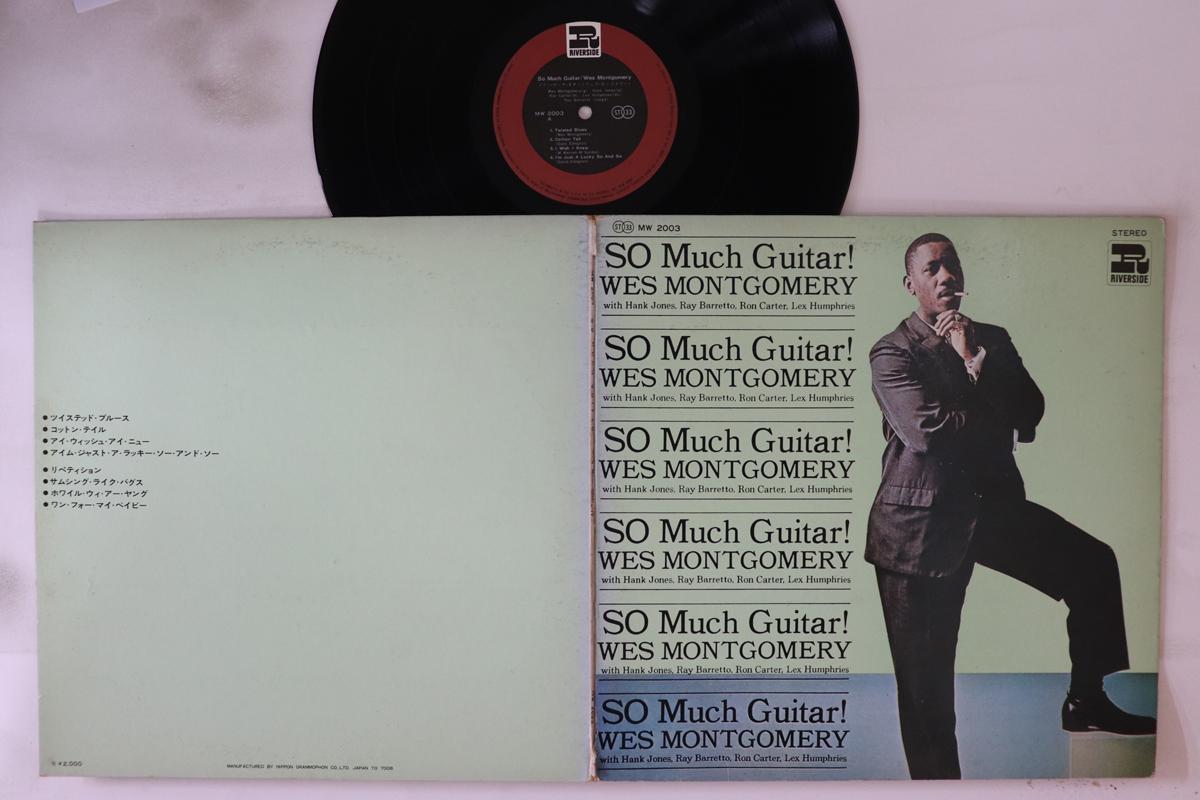 RIVERSIDE
So Much Guitar/Wes Montgomery
MW 2003
A
ST 33
1. Twisted Blues
2. Cotton Tail
3. I Wish I Knew
4. I'm Just A Lucky So And So
ST 33 MW 2003
SO Much Guitar!
WES MONTGOMERY
with Hank Jones, Ray Barretto, Ron Carter, Lex Humphries
SO Much Guitar!
WES MONTGOMERY
with Hank Jones, Ray Barretto, Ron Carter, Lex Humphries
SO Much Guitar!
WES MONTGOMERY
with Hank Jones, Ray Barretto, Ron Carter, Lex Humphries
SO Much Guitar!
WES MONTGOMERY
with Hank Jones, Ray Barretto, Ron Carter, Lex Humphries
SO Much Guitar!
WES MONTGOMERY
with Hank Jones, Ray Barretto, Ron Carter, Lex Humphries
SO Much Guitar!
WES MONTGOMERY
with Hank Jones, Ray Barretto, Ron Carter, Lex Humphries
STEREO
RIVERSIDE
●ツイステッド・ブルース
●コットン・テイル
●アイ・ウィッシュ・アイ・ニュー
●アイム・ジャスト・ア・ラッキー・ソー・アンド・ソー
●リペティション
●サムシング・ライク・バグス
●ホワイル・ウィ・アー・ヤング
●ワン・フォー・マイ・ベイビー
¥2,000
MANUFACTURED BY NIPPON GRAMMOPHON CO., LTD. JAPAN TO 7008